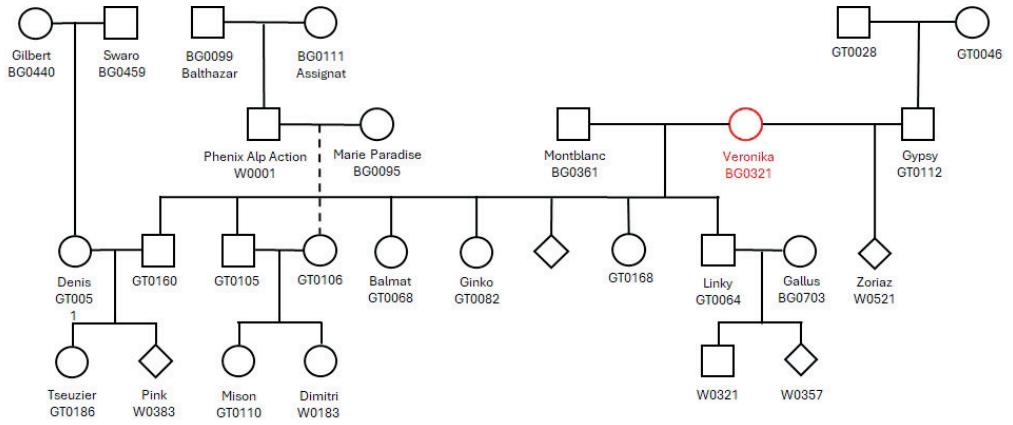 Gilbert
BG0440
Swaro
BG0459
BG0099
Balthazar
BG0111
Assignat
GT0028
GT0046
Phenix Alp Action
W0001
Marie Paradise
BG0095
Montblanc
BG0361
Veronika
BG0321
Gypsy
GT0112
Denis
GT005
1
GT0160
GT0105
GT0106
Balmat
GT0068
Ginko
GT0082
GT0168
Linky
GT0064
Gallus
BG0703
Zoriaz
W0521
Tseuzier
GT0186
Pink
W0383
Mison
GT0110
Dimitri
W0183
W0321
W0357